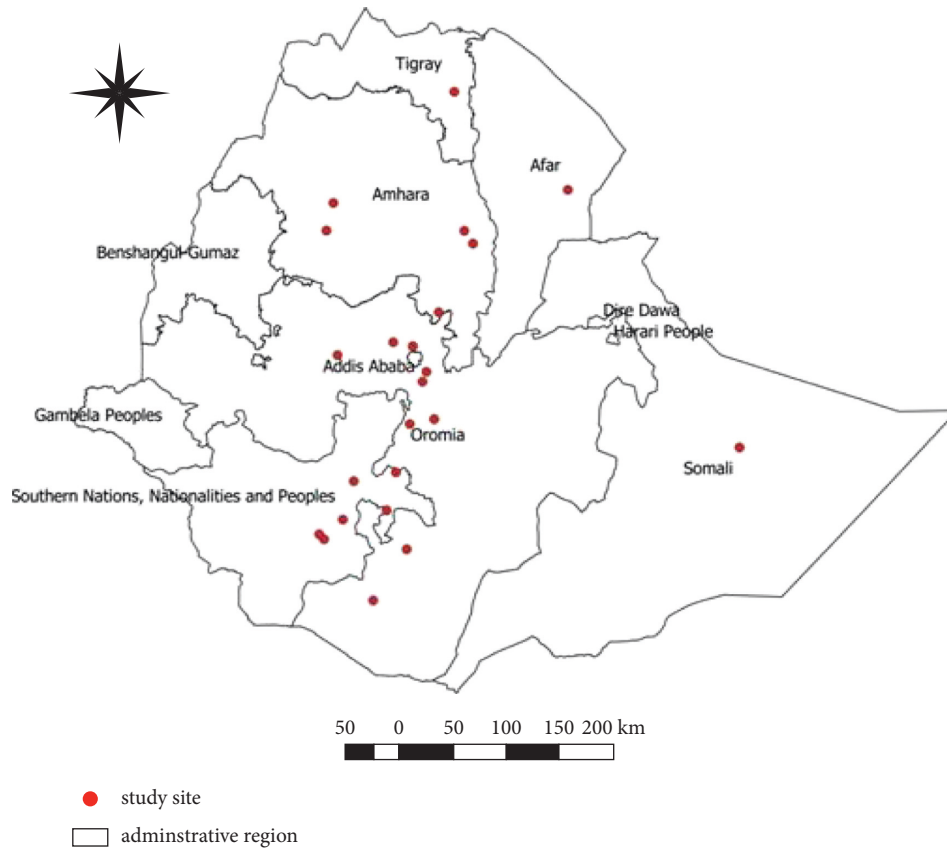 Tigray
Afar
Amhara
Benshangul-Gumaz
Dire Dawa
Harari People
Addis Ababa
Gambela Peoples
Oromia
Somali
Southern Nations, Nationalities and Peoples
50 0 50 100 150 200 km
study site
adminstrative region